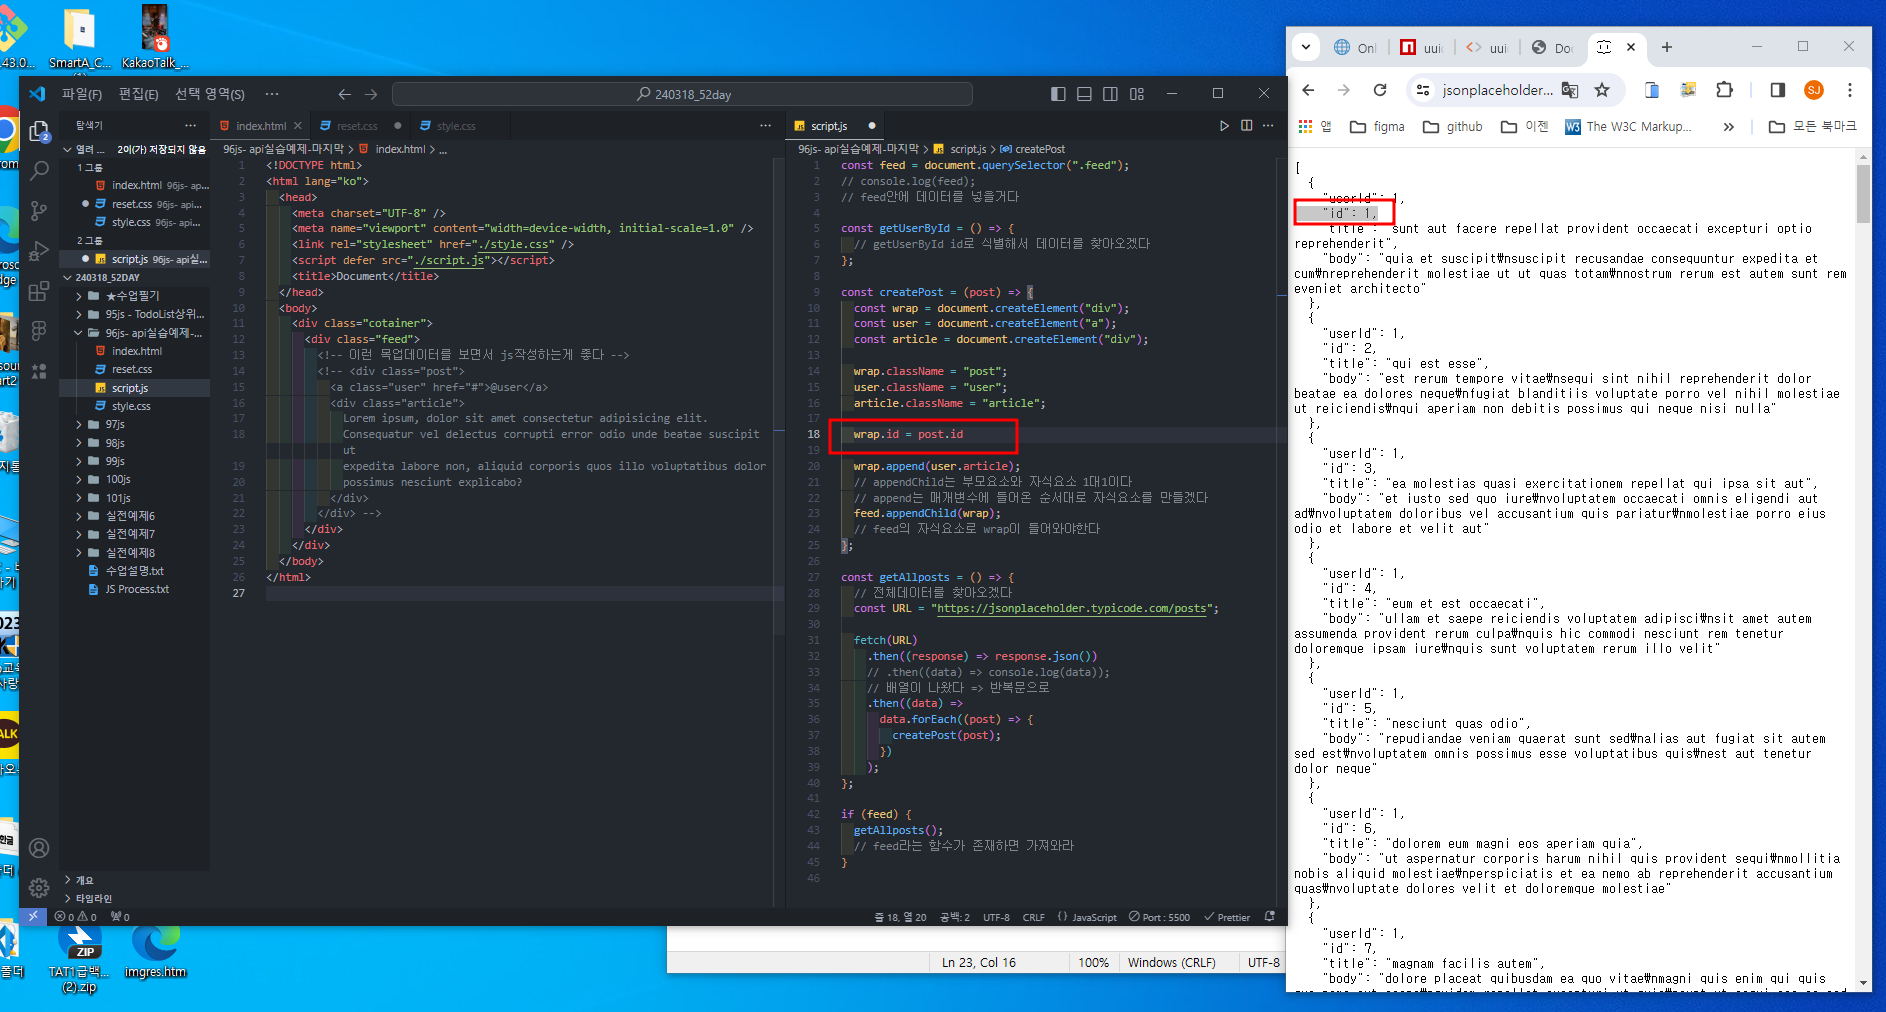 SmartA_C...
KakaoTalk_...
파일(F) 편집(E) 선택 영역(S) ···
240318_52day
탐색기
index.html
reset.css
style.css
script.js
열려 ... 2이(가) 저장되지 않음
1 그룹
index.html 96js- ap...
reset.css 96js- api...
style.css 96js- api...
2 그룹
script.js 96js- api실...
240318_52DAY
★수업필기
95js - TodoList상위...
96js- api실습예제-...
index.html
reset.css
script.js
style.css
97js
98js
99js
100js
101js
실전예제6
실전예제7
실전예제8
수업설명.txt
JS Process.txt
개요
타임라인
96js- api실습예제-마지막 > index.html > ...
1 <!DOCTYPE html>
2 <html lang="ko">
3 <head>
4 <meta charset="UTF-8" />
5 <meta name="viewport" content="width=device-width, initial-scale=1.0" />
6 <link rel="stylesheet" href="./style.css" />
7 <script defer src="./script.js"></script>
8 <title>Document</title>
9 </head>
10 <body>
11 <div class="cotainer">
12 <div class="feed">
13 <!-- 이런 목업데이터를 보면서 js작성하는게 좋다 -->
14 <!-- <div class="post">
15 <a class="user" href="#">@user</a>
16 <div class="article">
17 Lorem ipsum, dolor sit amet consectetur adipisicing elit.
18 Consequatur vel delectus corrupti error odio unde beatae suscipit
ut
19 expedita labore non, aliquid corporis quos illo voluptatibus dolor
20 possimus nesciunt explicabo?
21 </div>
22 </div> -->
23 </div>
24 </div>
25 </body>
26 </html>
27
96js- api실습예제-마지막 > script.js > createPost
1 const feed = document.querySelector(".feed");
2 // console.log(feed);
3 // feed안에 데이터를 넣을거다
4
5 const getUserById = () => {
6 // getUserById id로 식별해서 데이터를 찾아오겠다
7 };
8
9 const createPost = (post) => {
10 const wrap = document.createElement("div");
11 const user = document.createElement("a");
12 const article = document.createElement("div");
13
14 wrap.className = "post";
15 user.className = "user";
16 article.className = "article";
17
18 wrap.id = post.id
19
20 wrap.append(user.article);
21 // appendChild는 부모요소와 자식요소 1대1이다
22 // append는 매개변수에 들어온 순서대로 자식요소를 만들겠다
23 feed.appendChild(wrap);
24 // feed의 자식요소로 wrap이 들어와야한다
25 };
26
27 const getAllposts = () => {
28 // 전체데이터를 찾아오겠다
29 const URL = "https://jsonplaceholder.typicode.com/posts";
30
31 fetch(URL)
32 .then((response) => response.json())
33 // .then((data) => console.log(data));
34 // 배열이 나왔다 => 반복문으로
35 .then((data) =>
36 data.forEach((post) => {
37 createPost(post);
38 })
39 );
40 };
41
42 if (feed) {
43 getAllposts();
44 // feed라는 함수가 존재하면 가져와라
45 }
46
0 0 0
줄 18, 열 20 공백: 2 UTF-8 CRLF {} JavaScript Port : 5500 Prettier
TAT1급백...
(2).zip
imgres.htm
Ln 23, Col 16 100% Windows (CRLF) UTF-8
Onl uui uui Doc
jsonplaceholder...
SJ
앱 figma github 이젠 The W3C Markup... » 모든 북마크
[
{
"userId": 1,
"id": 1,
"title": "sunt aut facere repellat provident occaecati excepturi optio
reprehenderit",
"body": "quia et suscipit₩nsuscipit recusandae consequuntur expedita et
cum₩nreprehenderit molestiae ut ut quas totam₩nnostrum rerum est autem sunt rem
eveniet architecto"
},
{
"userId": 1,
"id": 2,
"title": "qui est esse",
"body": "est rerum tempore vitae₩nsequi sint nihil reprehenderit dolor
beatae ea dolores neque₩nfugiat blanditiis voluptate porro vel nihil molestiae
ut reiciendis₩nqui aperiam non debitis possimus qui neque nisi nulla"
},
{
"userId": 1,
"id": 3,
"title": "ea molestias quasi exercitationem repellat qui ipsa sit aut",
"body": "et iusto sed quo iure₩nvoluptatem occaecati omnis eligendi aut
ad₩nvoluptatem doloribus vel accusantium quis pariatur₩nmolestiae porro eius
odio et labore et velit aut"
},
{
"userId": 1,
"id": 4,
"title": "eum et est occaecati",
"body": "ullam et saepe reiciendis voluptatem adipisci₩nsit amet autem
assumenda provident rerum culpa₩nquis hic commodi nesciunt rem tenetur
doloremque ipsam iure₩nquis sunt voluptatem rerum illo velit"
},
{
"userId": 1,
"id": 5,
"title": "nesciunt quas odio",
"body": "repudiandae veniam quaerat sunt sed₩nalias aut fugiat sit autem
sed est₩nvoluptatem omnis possimus esse voluptatibus quis₩nest aut tenetur
dolor neque"
},
{
"userId": 1,
"id": 6,
"title": "dolorem eum magni eos aperiam quia",
"body": "ut aspernatur corporis harum nihil quis provident sequi₩nmollitia
nobis aliquid molestiae₩nperspiciatis et ea nemo ab reprehenderit accusantium
quas₩nvoluptate dolores velit et doloremque molestiae"
},
{
"userId": 1,
"id": 7,
"title": "magnam facilis autem",
"body": "dolore placeat quibusdam ea quo vitae₩nmagni quis enim qui quis